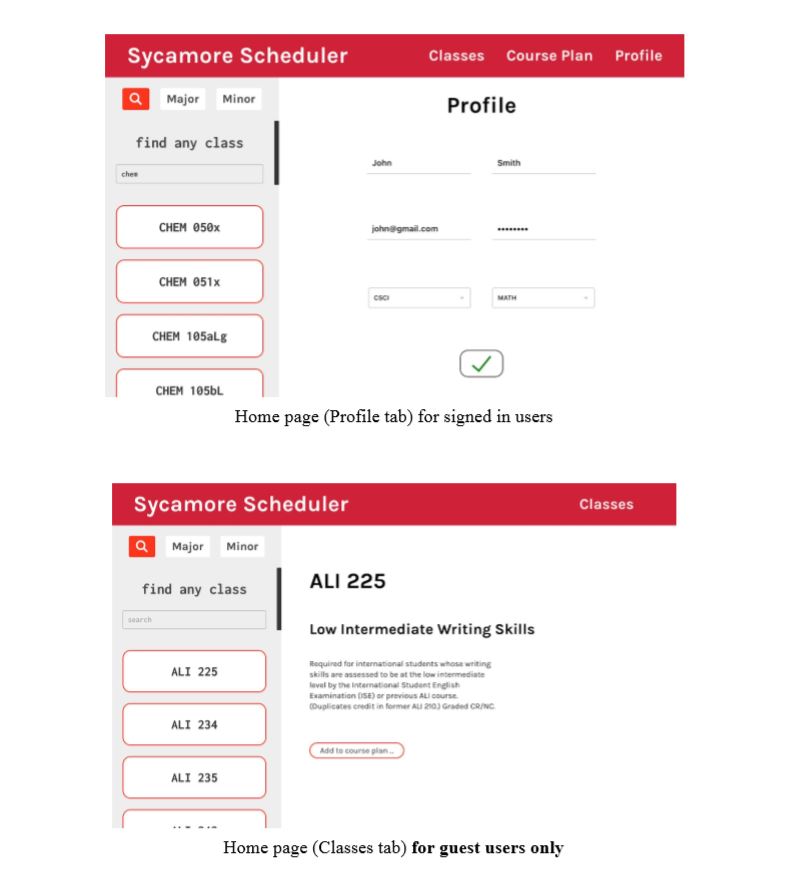 Sycamore Scheduler
Classes Course Plan Profile
Major Minor
find any class
chem
CHEM 050x
CHEM 051x
CHEM 105aLg
CHEM 105bL
Profile
John Smith
john@gmail.com ••••••••
CSCI MATH
Home page (Profile tab) for signed in users
Sycamore Scheduler
Classes
Major Minor
find any class
search
ALI 225
ALI 234
ALI 235
ALI 225
Low Intermediate Writing Skills
Required for international students whose writing
skills are assessed to be at the low intermediate
level by the International Student English
Examination (ISE) or previous ALI course.
(Duplicates credit in former ALI 210.) Graded CR/NC.
Add to course plan ...
Home page (Classes tab) for guest users only